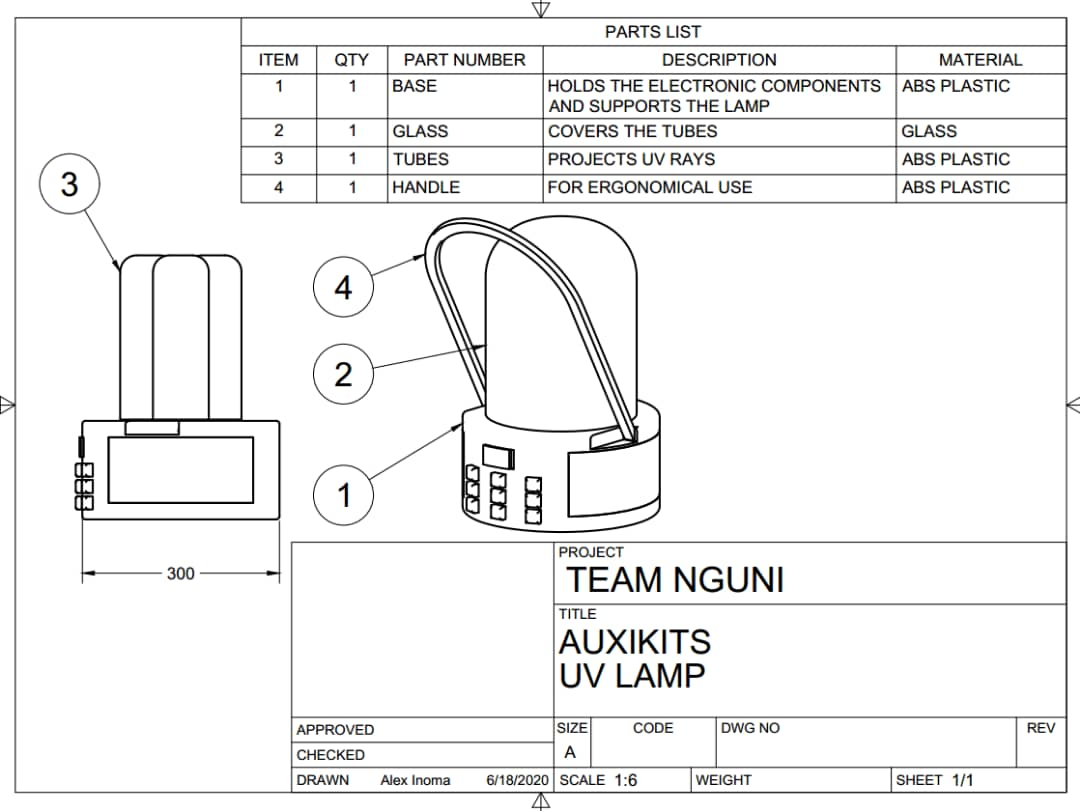 PARTS LIST
ITEM QTY PART NUMBER DESCRIPTION MATERIAL
1 1 BASE HOLDS THE ELECTRONIC COMPONENTS AND SUPPORTS THE LAMP ABS PLASTIC
2 1 GLASS COVERS THE TUBES GLASS
3 1 TUBES PROJECTS UV RAYS ABS PLASTIC
4 1 HANDLE FOR ERGONOMICAL USE ABS PLASTIC
3
4
2
1
300
PROJECT
TEAM NGUNI
TITLE
AUXIKITS
UV LAMP
APPROVED
CHECKED
DRAWN Alex Inoma 6/18/2020
SIZE CODE DWG NO REV
A
SCALE 1:6 WEIGHT SHEET 1/1